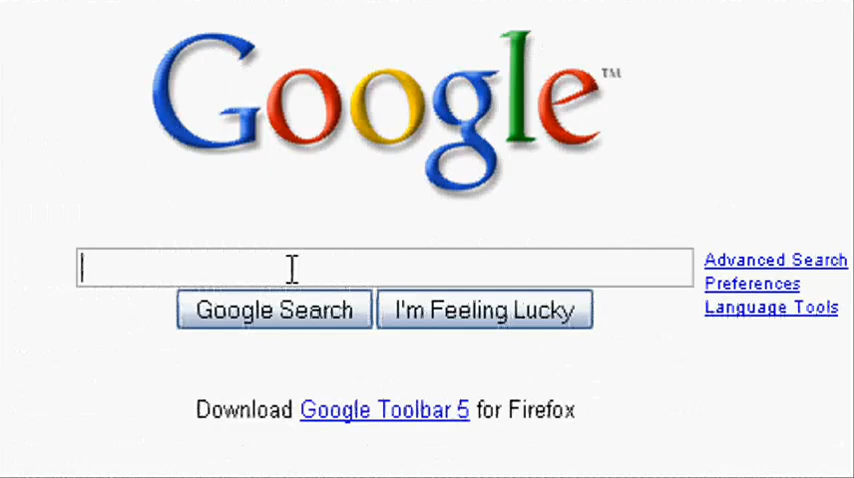 Google™
Advanced Search
Preferences
Language Tools
Google Search
I'm Feeling Lucky
Download Google Toolbar 5 for Firefox